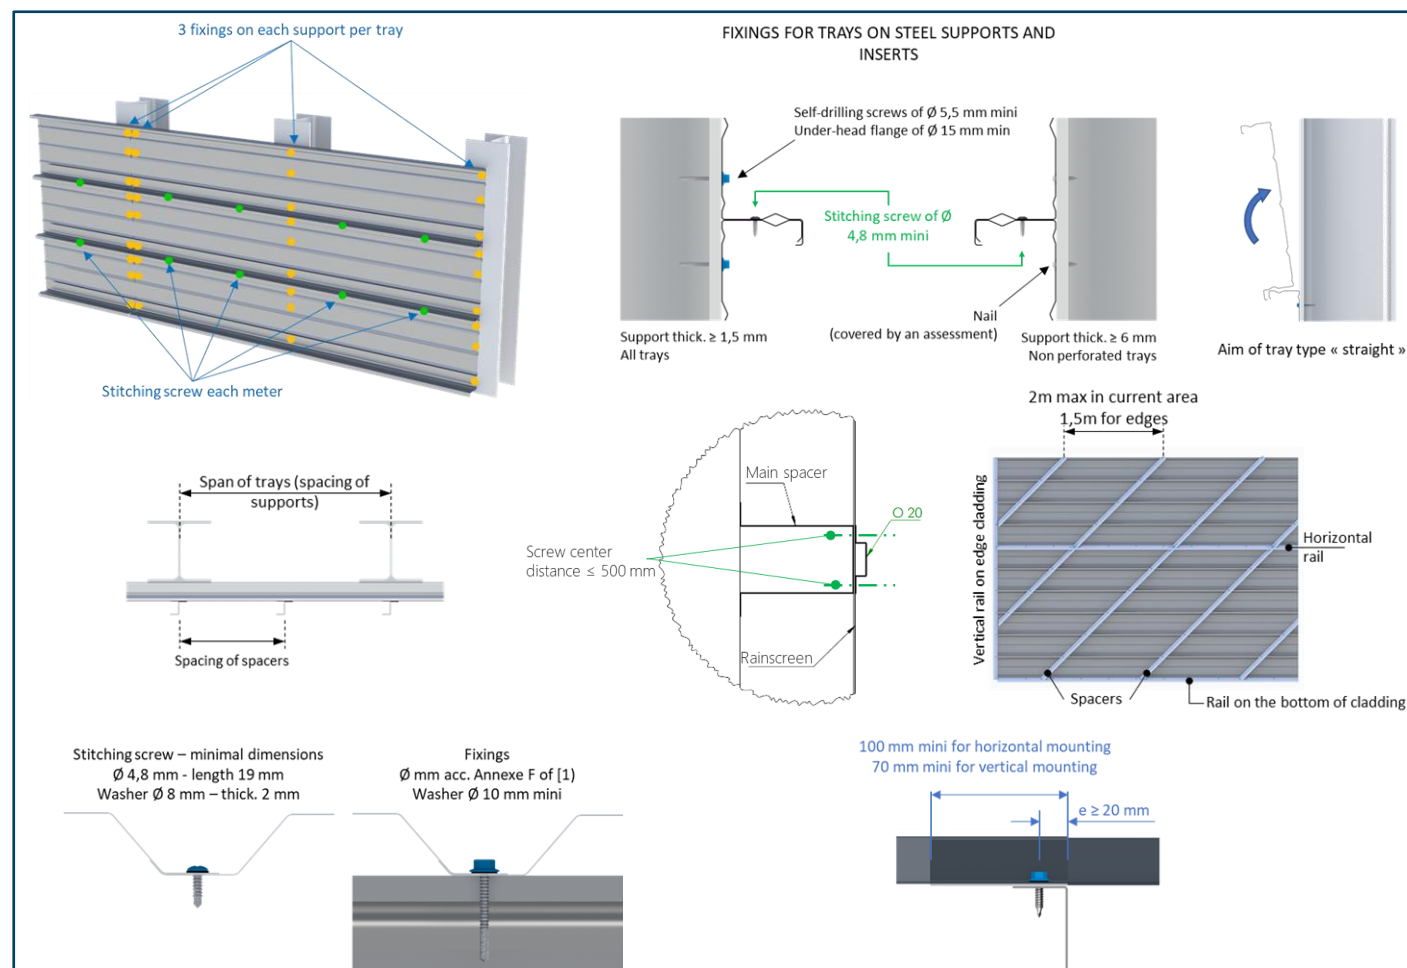 3 fixings on each support per tray
Stitching screw each meter
FIXINGS FOR TRAYS ON STEEL SUPPORTS AND
INSERTS
Self-drilling screws of Ø 5,5 mm mini
Under-head flange of Ø 15 mm min
Stitching screw of Ø
4,8 mm mini
Nail
(covered by an assessment)
Support thick. ≥ 1,5 mm
All trays
Support thick. ≥ 6 mm
Non perforated trays
Aim of tray type « straight »
Span of trays (spacing of
supports)
Spacing of spacers
Main spacer
O 20
Screw center
distance ≤ 500 mm
Rainscreen
2m max in current area
1,5m for edges
Vertical rail on edge cladding
Horizontal
rail
Spacers
Rail on the bottom of cladding
Stitching screw – minimal dimensions
Ø 4,8 mm - length 19 mm
Washer Ø 8 mm – thick. 2 mm
Fixings
Ø mm acc. Annexe F of [1)
Washer Ø 10 mm mini
100 mm mini for horizontal mounting
70 mm mini for vertical mounting
e ≥ 20 mm